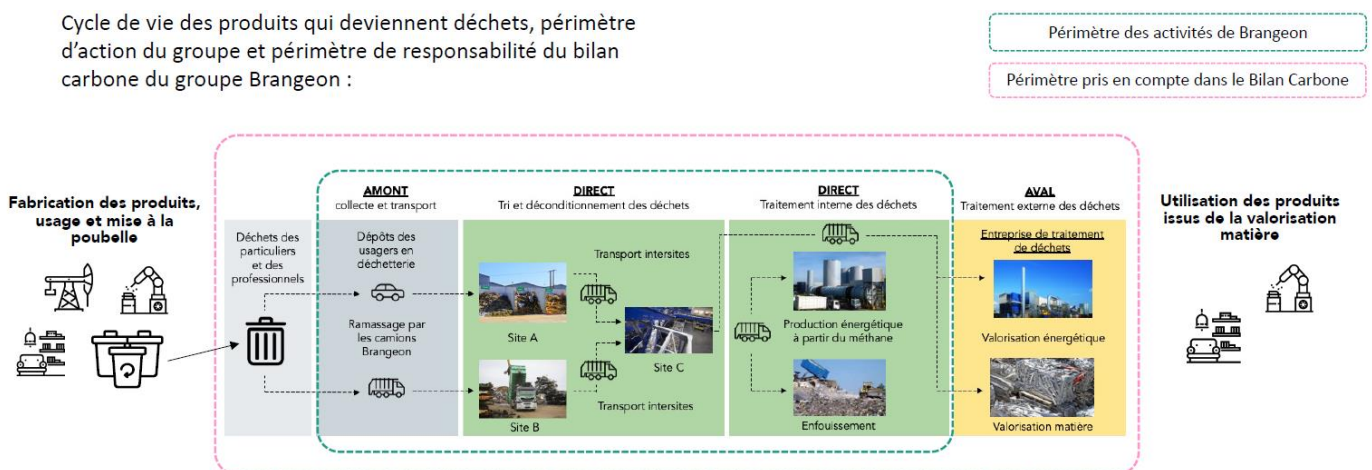 Cycle de vie des produits qui deviennent déchets, périmètre
d'action du groupe et périmètre de responsabilité du bilan
carbone du groupe Brangeon :
Périmètre des activités de Brangeon
Périmètre pris en compte dans le Bilan Carbone
Fabrication des produits,
usage et mise à la
poubelle
Déchets des
particuliers
et des
professionnels
AMONT
collecte et transport
Dépôts des
usagers en
déchetterie
Ramassage par
les camions
Brangeon
DIRECT
Tri et déconditionnement des déchets
Transport intersites
Site A
Site C
Site B
Transport intersites
DIRECT
Traitement interne des déchets
Production énergétique
à partir du méthane
Enfouissement
AVAL
Traitement externe des déchets
Entreprise de traitement
de déchets
Valorisation énergétique
Valorisation matière
Utilisation des produits
issus de la valorisation
matière